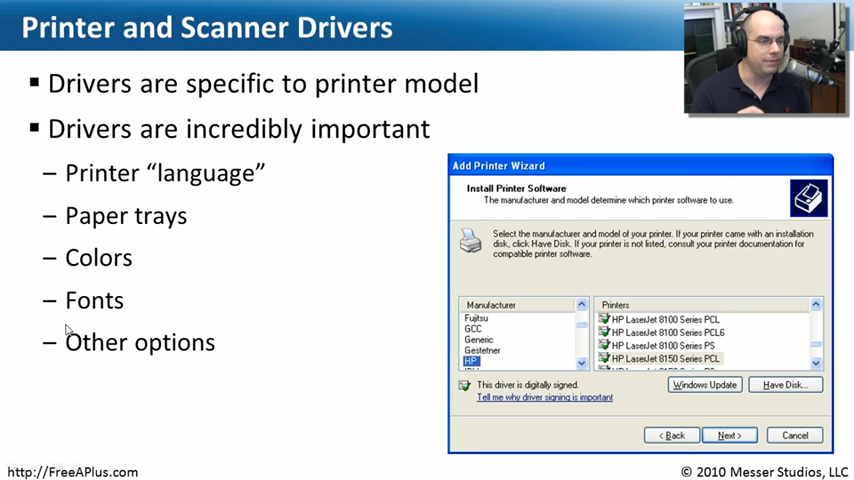 Printer and Scanner Drivers
▪ Drivers are specific to printer model
▪ Drivers are incredibly important
– Printer “language”
– Paper trays
– Colors
– Fonts
– Other options
Add Printer Wizard
Install Printer Software
The manufacturer and model determine which printer software to use.
Select the manufacturer and model of your printer. If your printer came with an installation
disk, click Have Disk. If your printer is not listed, consult your printer documentation for
compatible printer software.
Manufacturer
Fujitsu
GCC
Generic
Gestetner
HP
Printers
HP LaserJet 8100 Series PCL
HP LaserJet 8100 Series PCL6
HP LaserJet 8100 Series PS
HP LaserJet 8150 Series PCL
This driver is digitally signed.
Tell me why driver signing is important
Windows Update
Have Disk...
< Back
Next >
Cancel
http://FreeAPlus.com
© 2010 Messer Studios, LLC